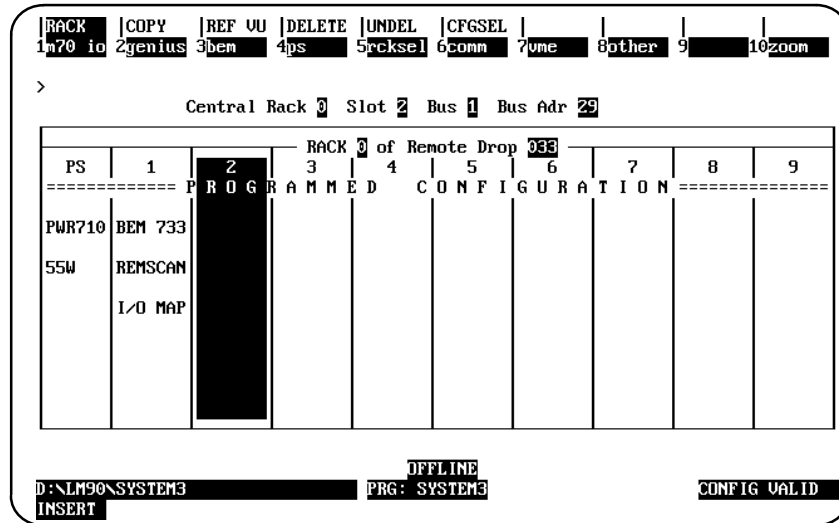 |RACK |COPY |REF VU |DELETE |UNDEL |CFGSEL | | |
1m70 io 2genius 3bem 4ps 5rcksel 6comm 7vme 8other 9 10zoom
>
Central Rack 0 Slot 2 Bus 1 Bus Adr 29
RACK 0 of Remote Drop 033
PS 1 2 3 4 5 6 7 8 9
============= P R O G R A M M E D C O N F I G U R A T I O N ===============
PWR710 BEM 733
55W REMSCAN
I/O MAP
OFFLINE
D:\LM90\SYSTEM3 PRG: SYSTEM3 CONFIG VALID
INSERT